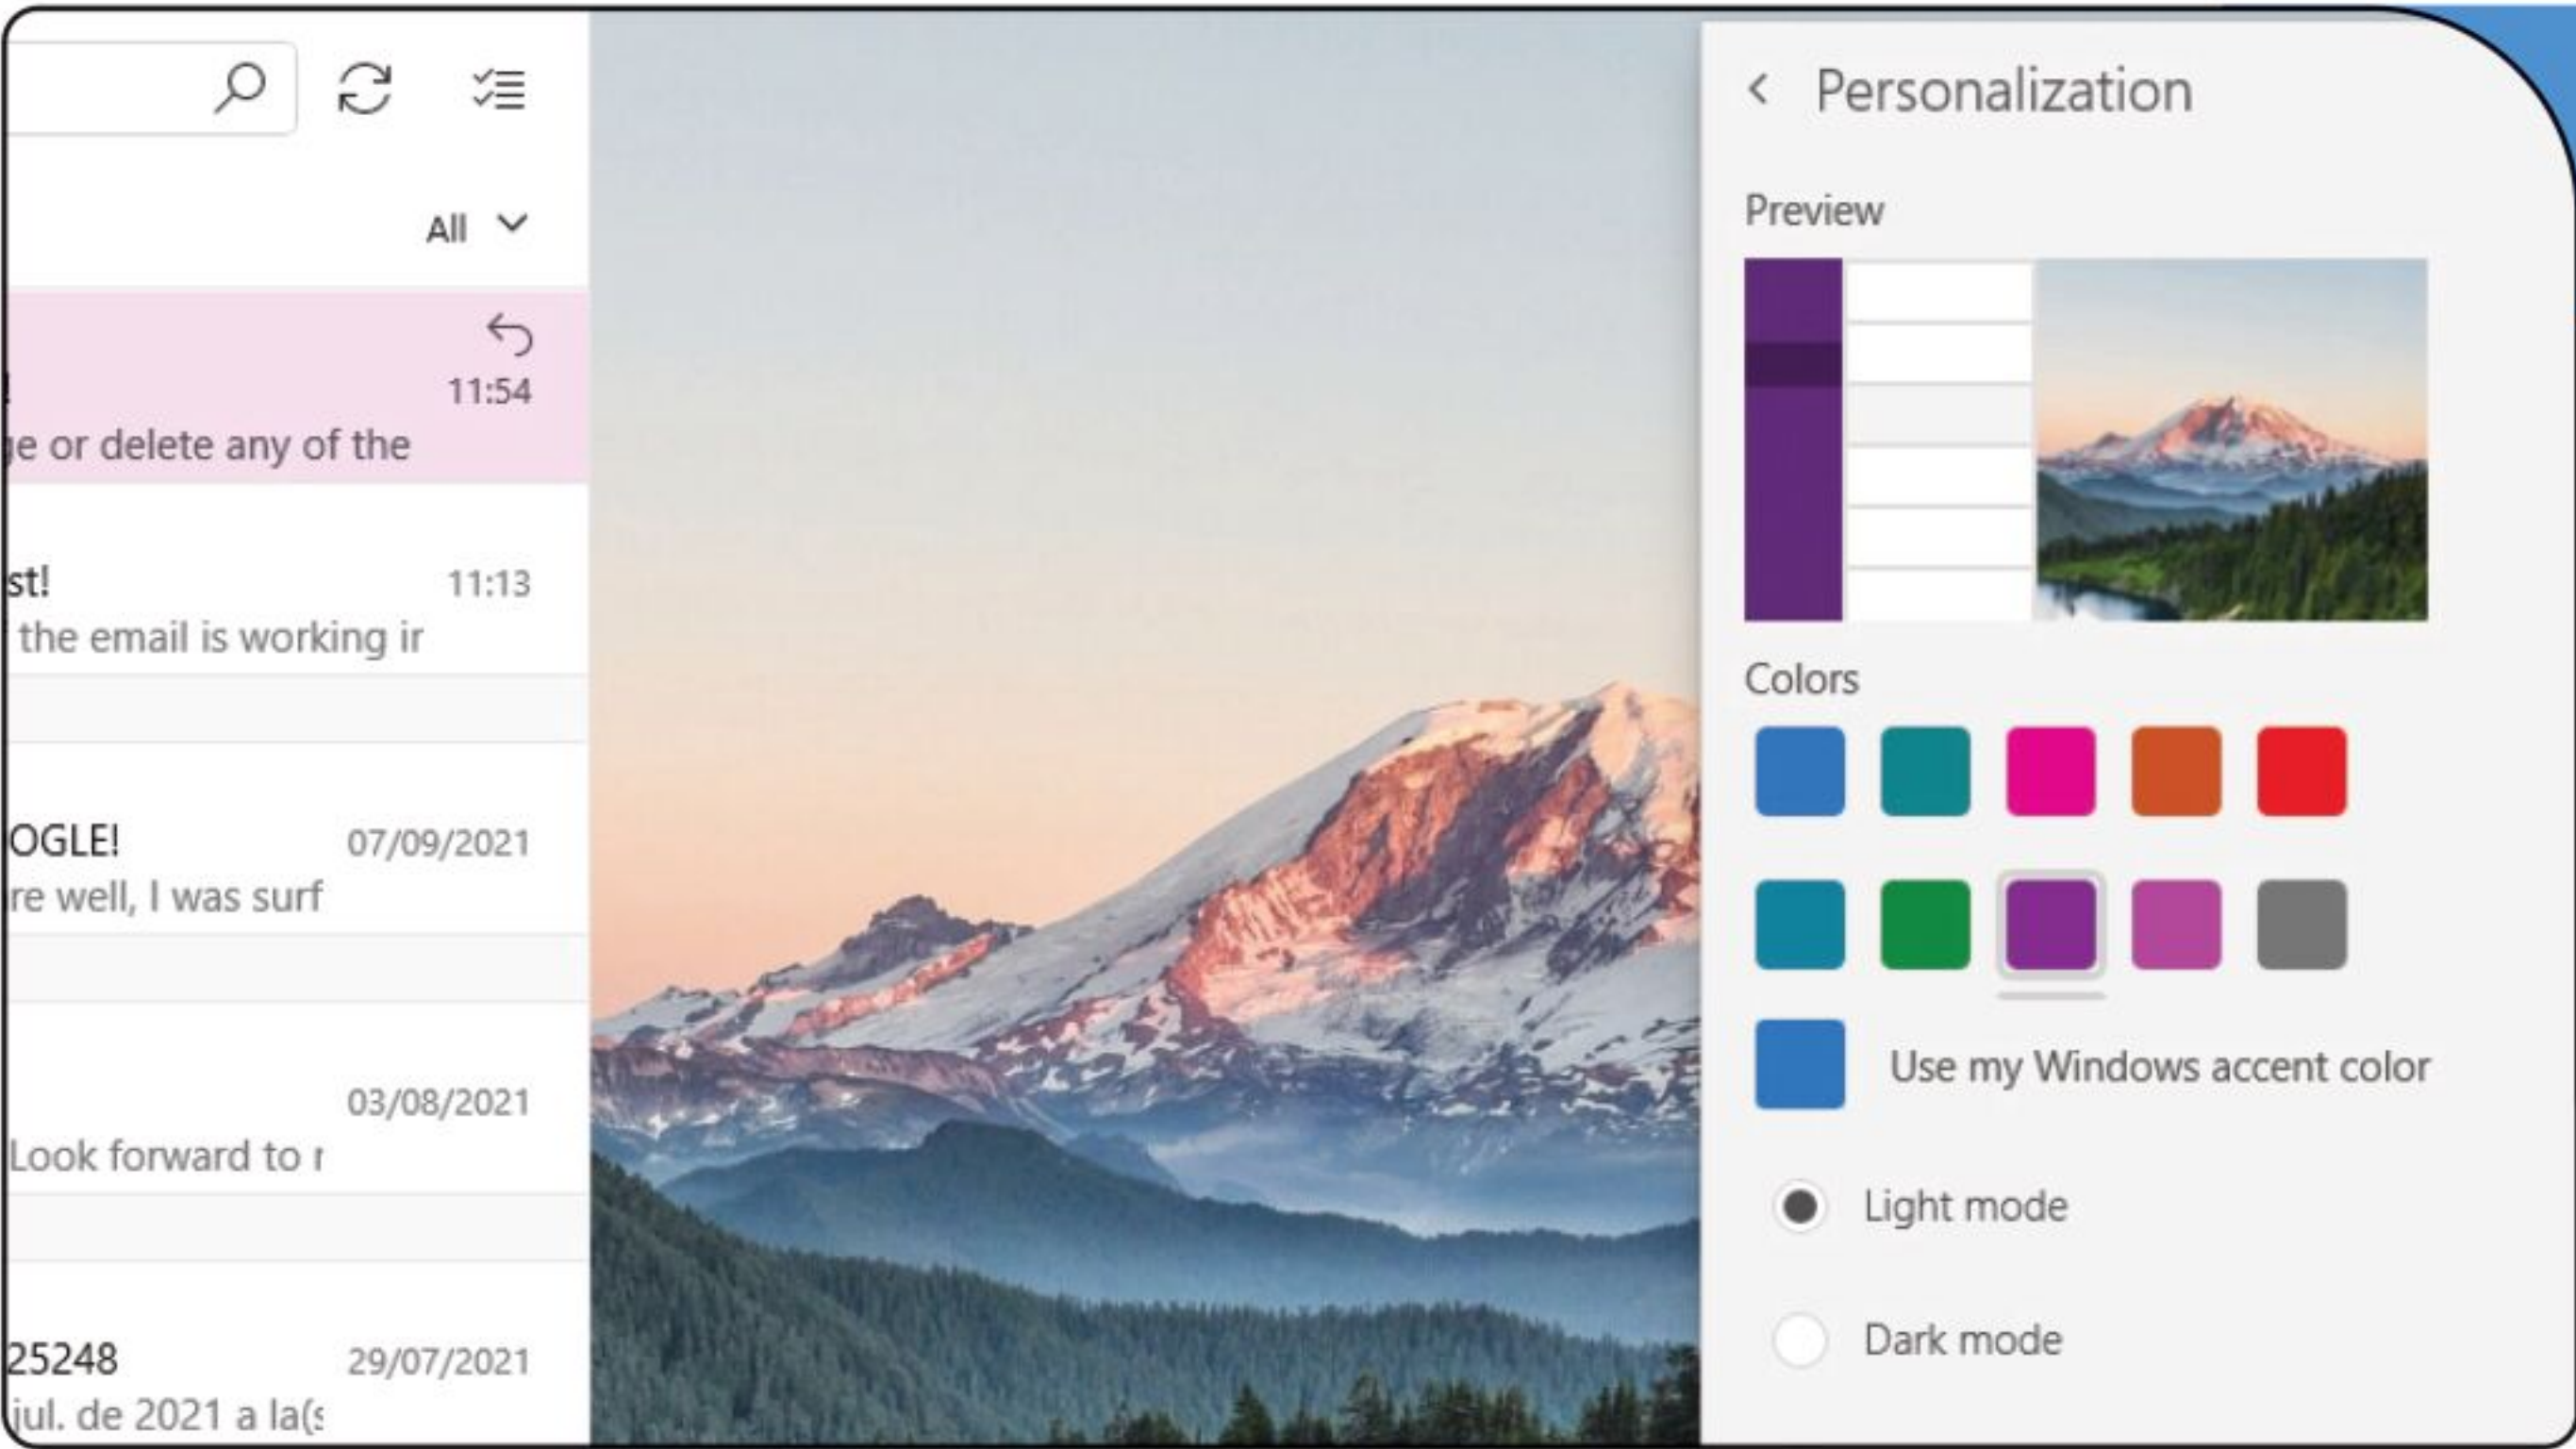 All
11:54
ge or delete any of the
st!
11:13
the email is working ir
OGLE!
07/09/2021
re well, I was surf
03/08/2021
Look forward to r
25248
29/07/2021
jul. de 2021 a la(s
Personalization
Preview
Colors
Use my Windows accent color
Light mode
Dark mode